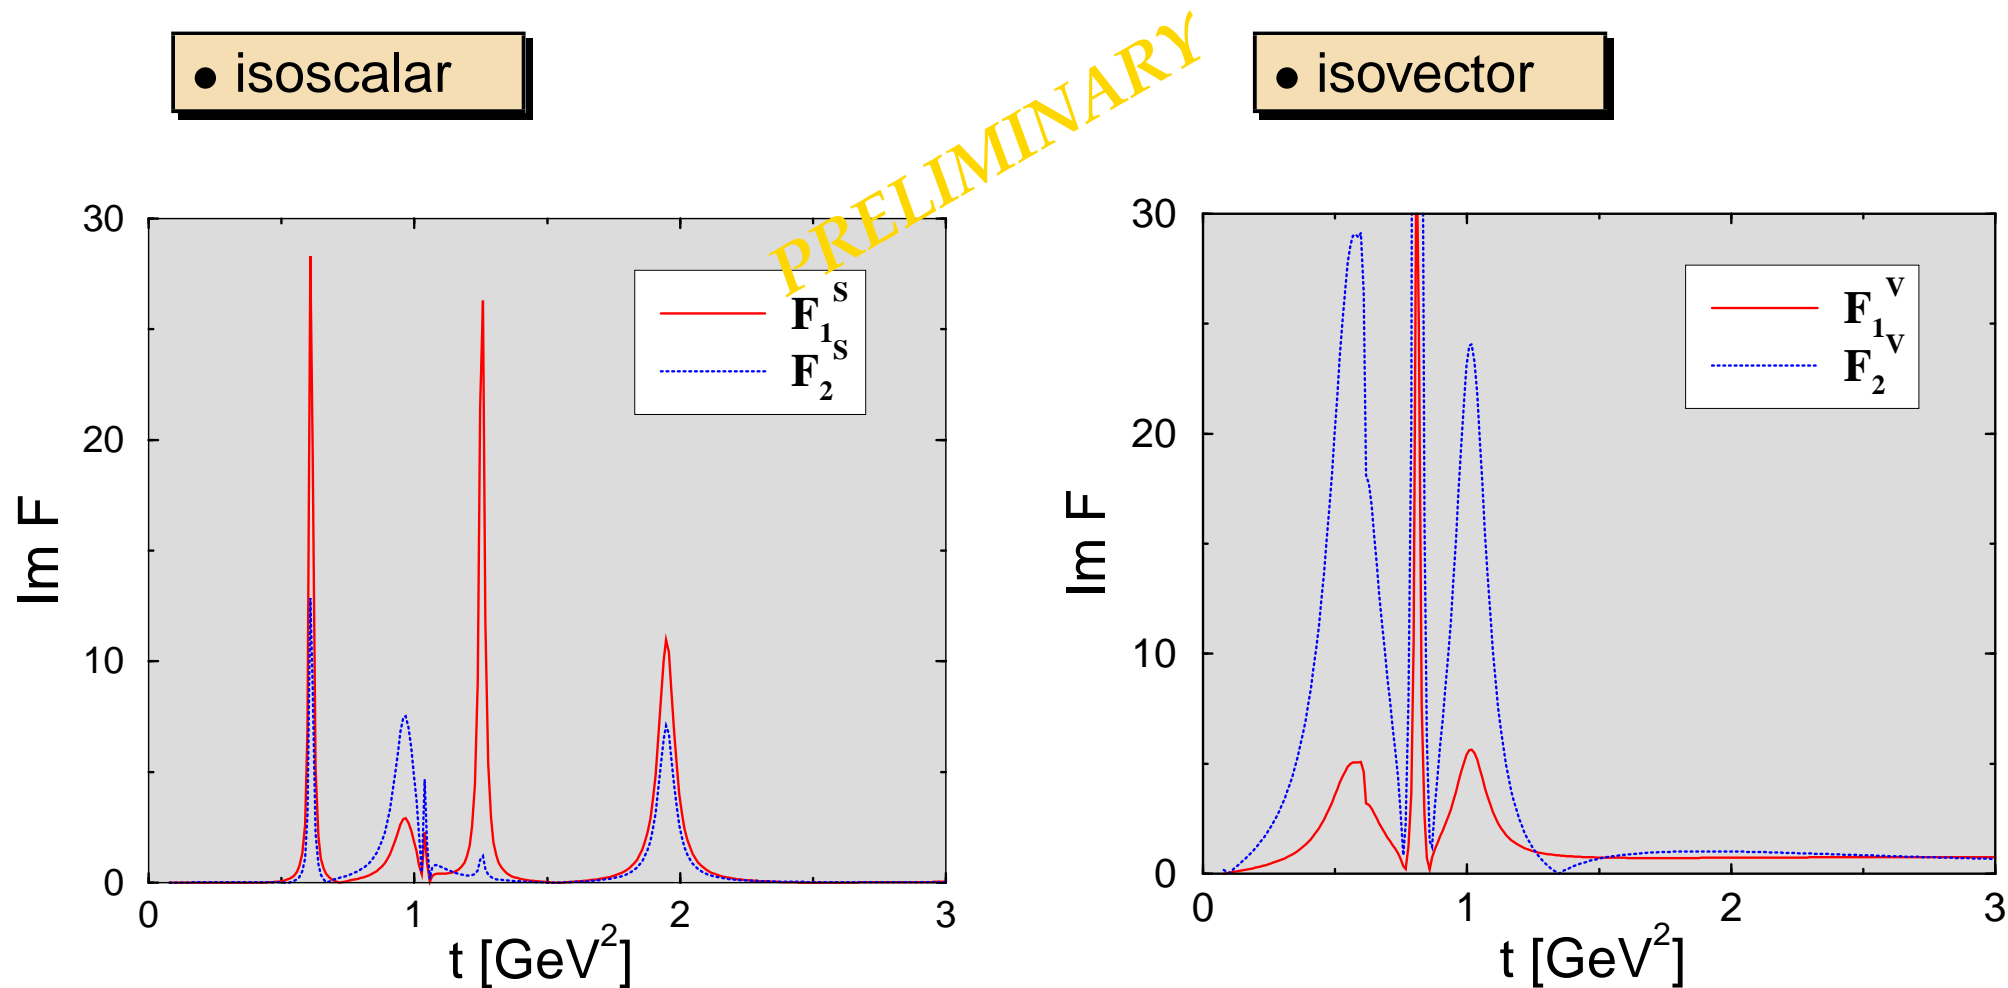 • isoscalar
PRELIMINARY
• isovector
30
20
10
0
0 1 2 3
Im F
t [GeV²]
F₁ˢ
F₂ˢ
30
20
10
0
0 1 2 3
Im F
t [GeV²]
F₁ⱽ
F₂ⱽ